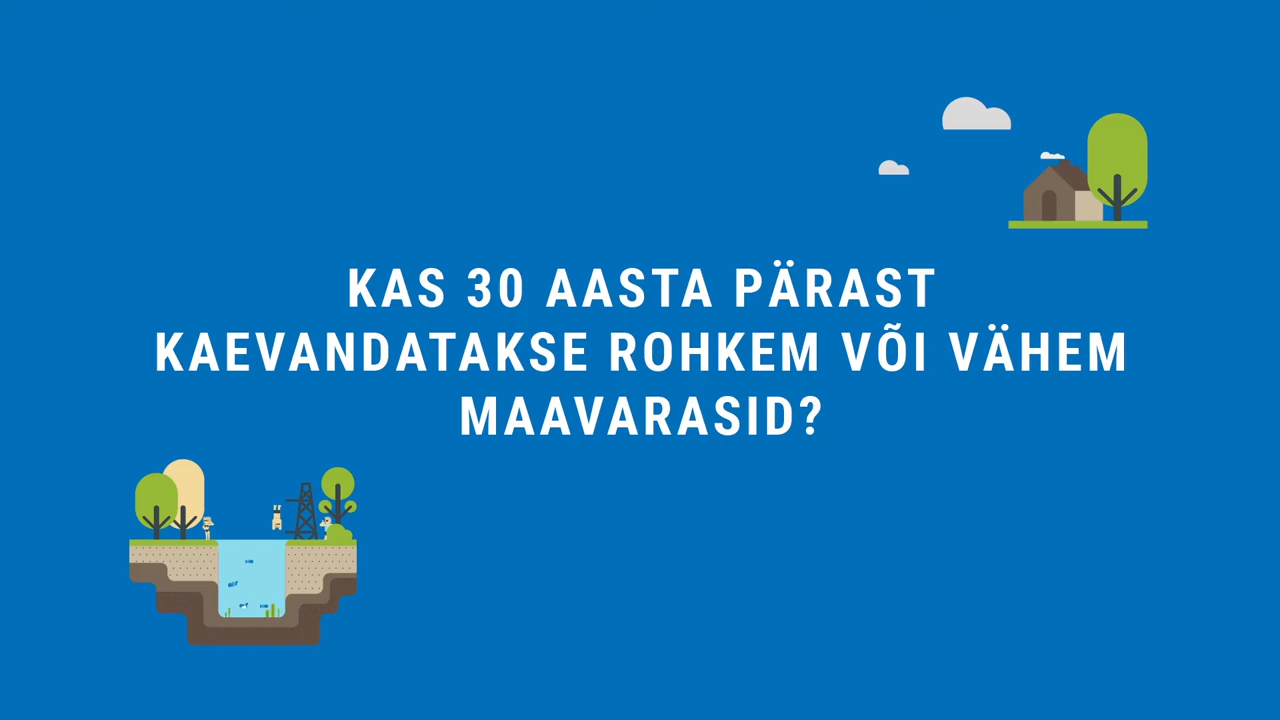 KAS 30 AASTA PÄRAST
KAEVANDATAKSE ROHKEM VÕI VÄHEM
MAAVARASID?